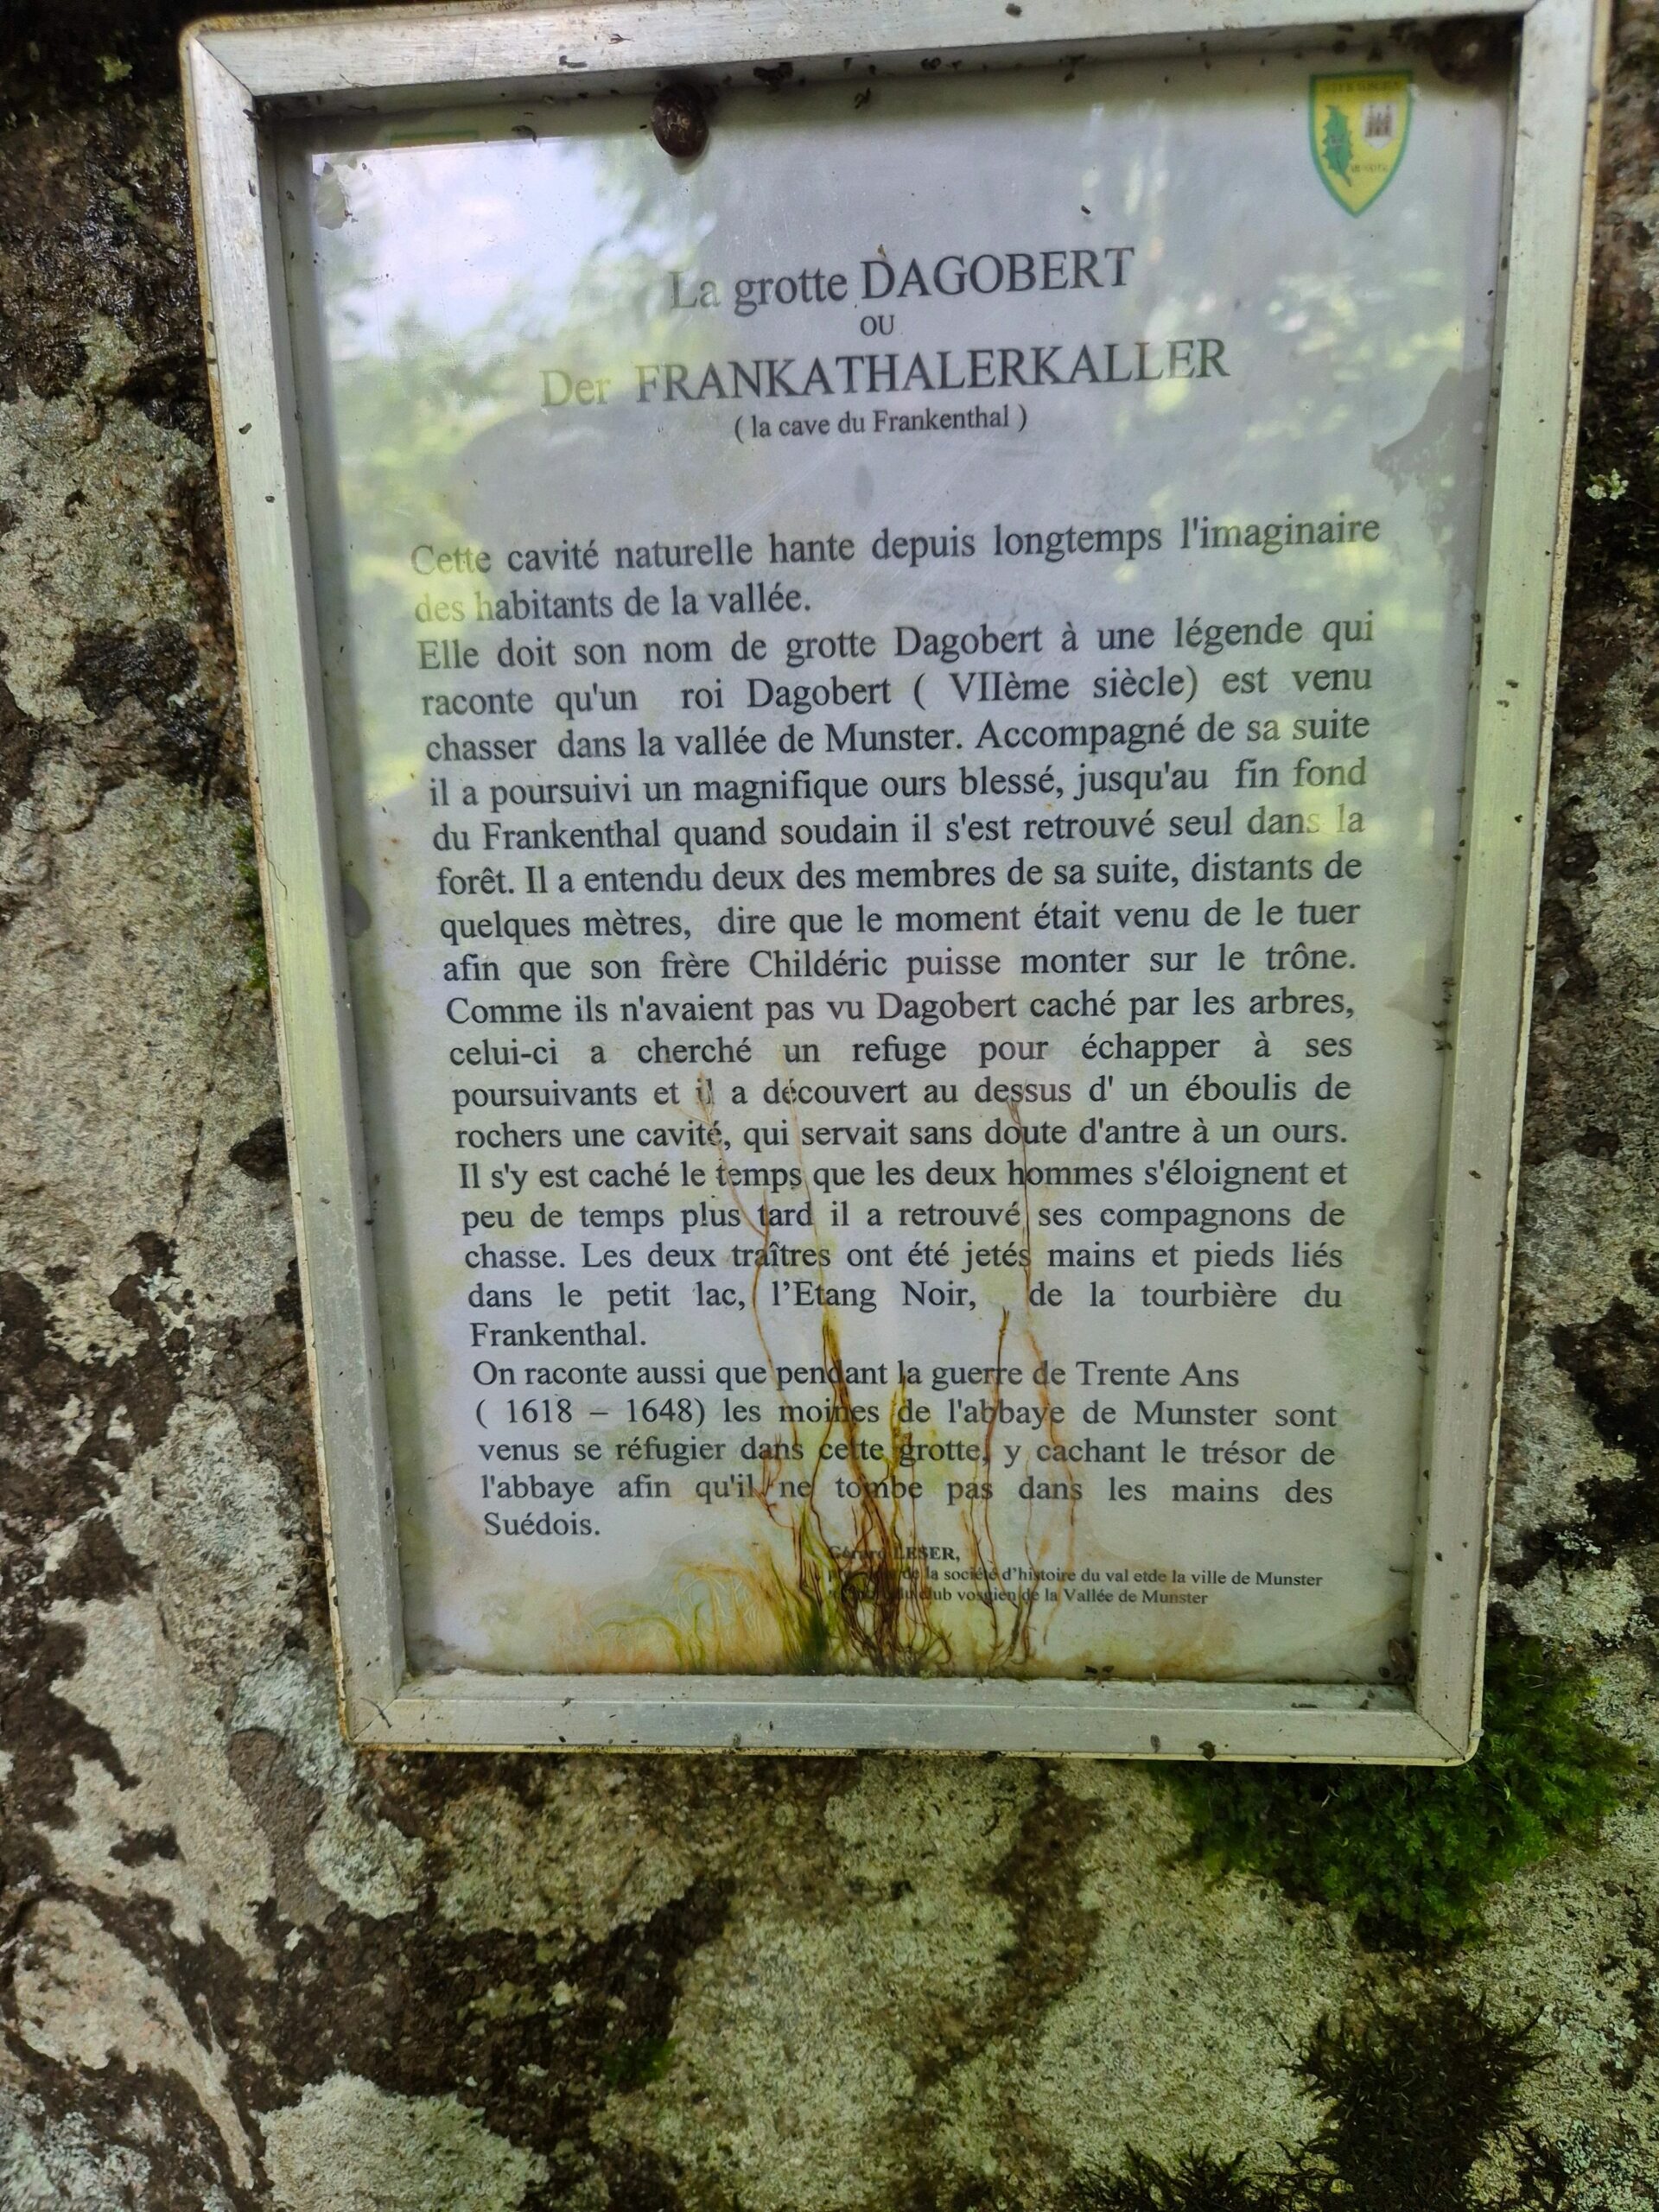 La grotte DAGOBERT
OU
Der FRANKATHALERKALLER
( la cave du Frankenthal )
Cette cavité naturelle hante depuis longtemps l'imaginaire
des habitants de la vallée.
Elle doit son nom de grotte Dagobert à une légende qui
raconte qu'un roi Dagobert ( VIIème siècle) est venu
chasser dans la vallée de Munster. Accompagné de sa suite
il a poursuivi un magnifique ours blessé, jusqu'au fin fond
du Frankenthal quand soudain il s'est retrouvé seul dans la
forêt. Il a entendu deux des membres de sa suite, distants de
quelques mètres, dire que le moment était venu de le tuer
afin que son frère Childéric puisse monter sur le trône.
Comme ils n'avaient pas vu Dagobert caché par les arbres,
celui-ci a cherché un refuge pour échapper à ses
poursuivants et il a découvert au dessus d' un éboulis de
rochers une cavité, qui servait sans doute d'antre à un ours.
Il s'y est caché le temps que les deux hommes s'éloignent et
peu de temps plus tard il a retrouvé ses compagnons de
chasse. Les deux traîtres ont été jetés mains et pieds liés
dans le petit lac, l’Etang Noir, de la tourbière du
Frankenthal.
On raconte aussi que pendant la guerre de Trente Ans
( 1618 – 1648) les moines de l'abbaye de Munster sont
venus se réfugier dans cette grotte, y cachant le trésor de
l'abbaye afin qu'il ne tombe pas dans les mains des
Suédois.
Gérard LESER,
de la société d’histoire du val etde la ville de Munster
du club vosgien de la Vallée de Munster